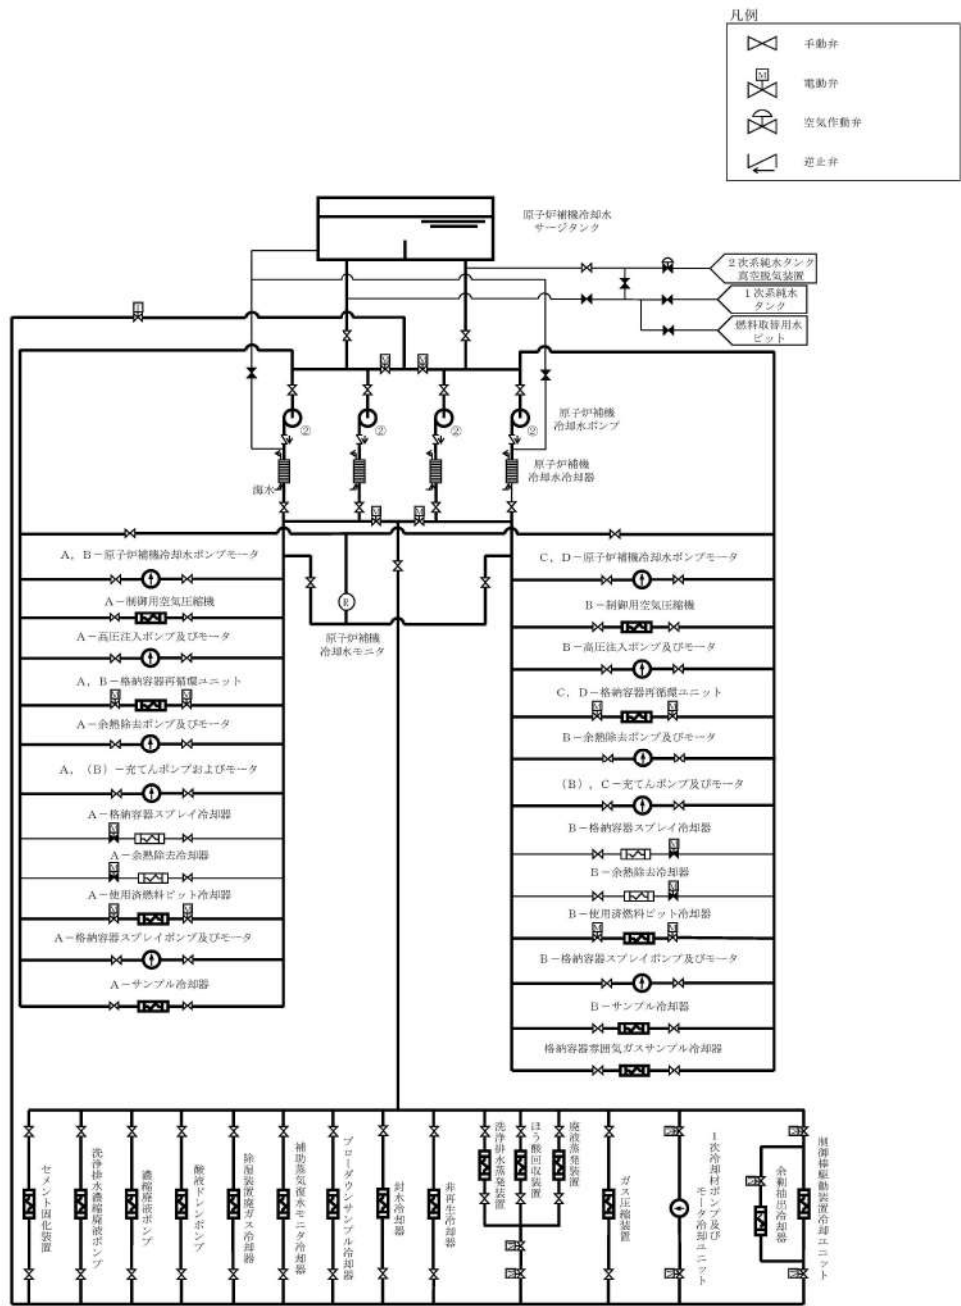 凡例
手動弁
電動弁
空気作動弁
逆止弁
原子炉補機冷却水
サージタンク
2次系純水タンク
真空脱気装置
1次系純水
タンク
燃料取替用水
ピット
M
M
②
②
②
②
原子炉補機
冷却水ポンプ
原子炉補機
冷却水冷却器
海水
M
M
A,B-原子炉補機冷却水ポンプモータ
A-制御用空気圧縮機
A-高圧注入ポンプ及びモータ
A,B-格納容器再循環ユニット
M
M
A-余熱除去ポンプ及びモータ
A,(B)-充てんポンプおよびモータ
A-格納容器スプレイ冷却器
M
A-余熱除去冷却器
M
A-使用済燃料ピット冷却器
M
M
A-格納容器スプレイポンプ及びモータ
A-サンプル冷却器
R
原子炉補機
冷却水モニタ
C,D-原子炉補機冷却水ポンプモータ
B-制御用空気圧縮機
B-高圧注入ポンプ及びモータ
C,D-格納容器再循環ユニット
M
M
B-余熱除去ポンプ及びモータ
(B),C-充てんポンプ及びモータ
B-格納容器スプレイ冷却器
M
B-余熱除去冷却器
M
B-使用済燃料ピット冷却器
M
M
B-格納容器スプレイポンプ及びモータ
B-サンプル冷却器
格納容器雰囲気ガスサンプル冷却器
セメント固化装置
洗浄排水濃縮廃液ポンプ
濃縮廃液ポンプ
酸液ドレンポンプ
除湿装置廃ガス冷却器
補助蒸気復水モニタ冷却器
ブローダウンサンプル冷却器
封水冷却器
非再生冷却器
洗浄排水蒸発装置
ほう酸回収装置
廃液蒸発装置
ガス圧縮装置
1次冷却材ポンプ及び
モータ冷却ユニット
余剰抽出冷却器
制御棒駆動装置冷却ユニット